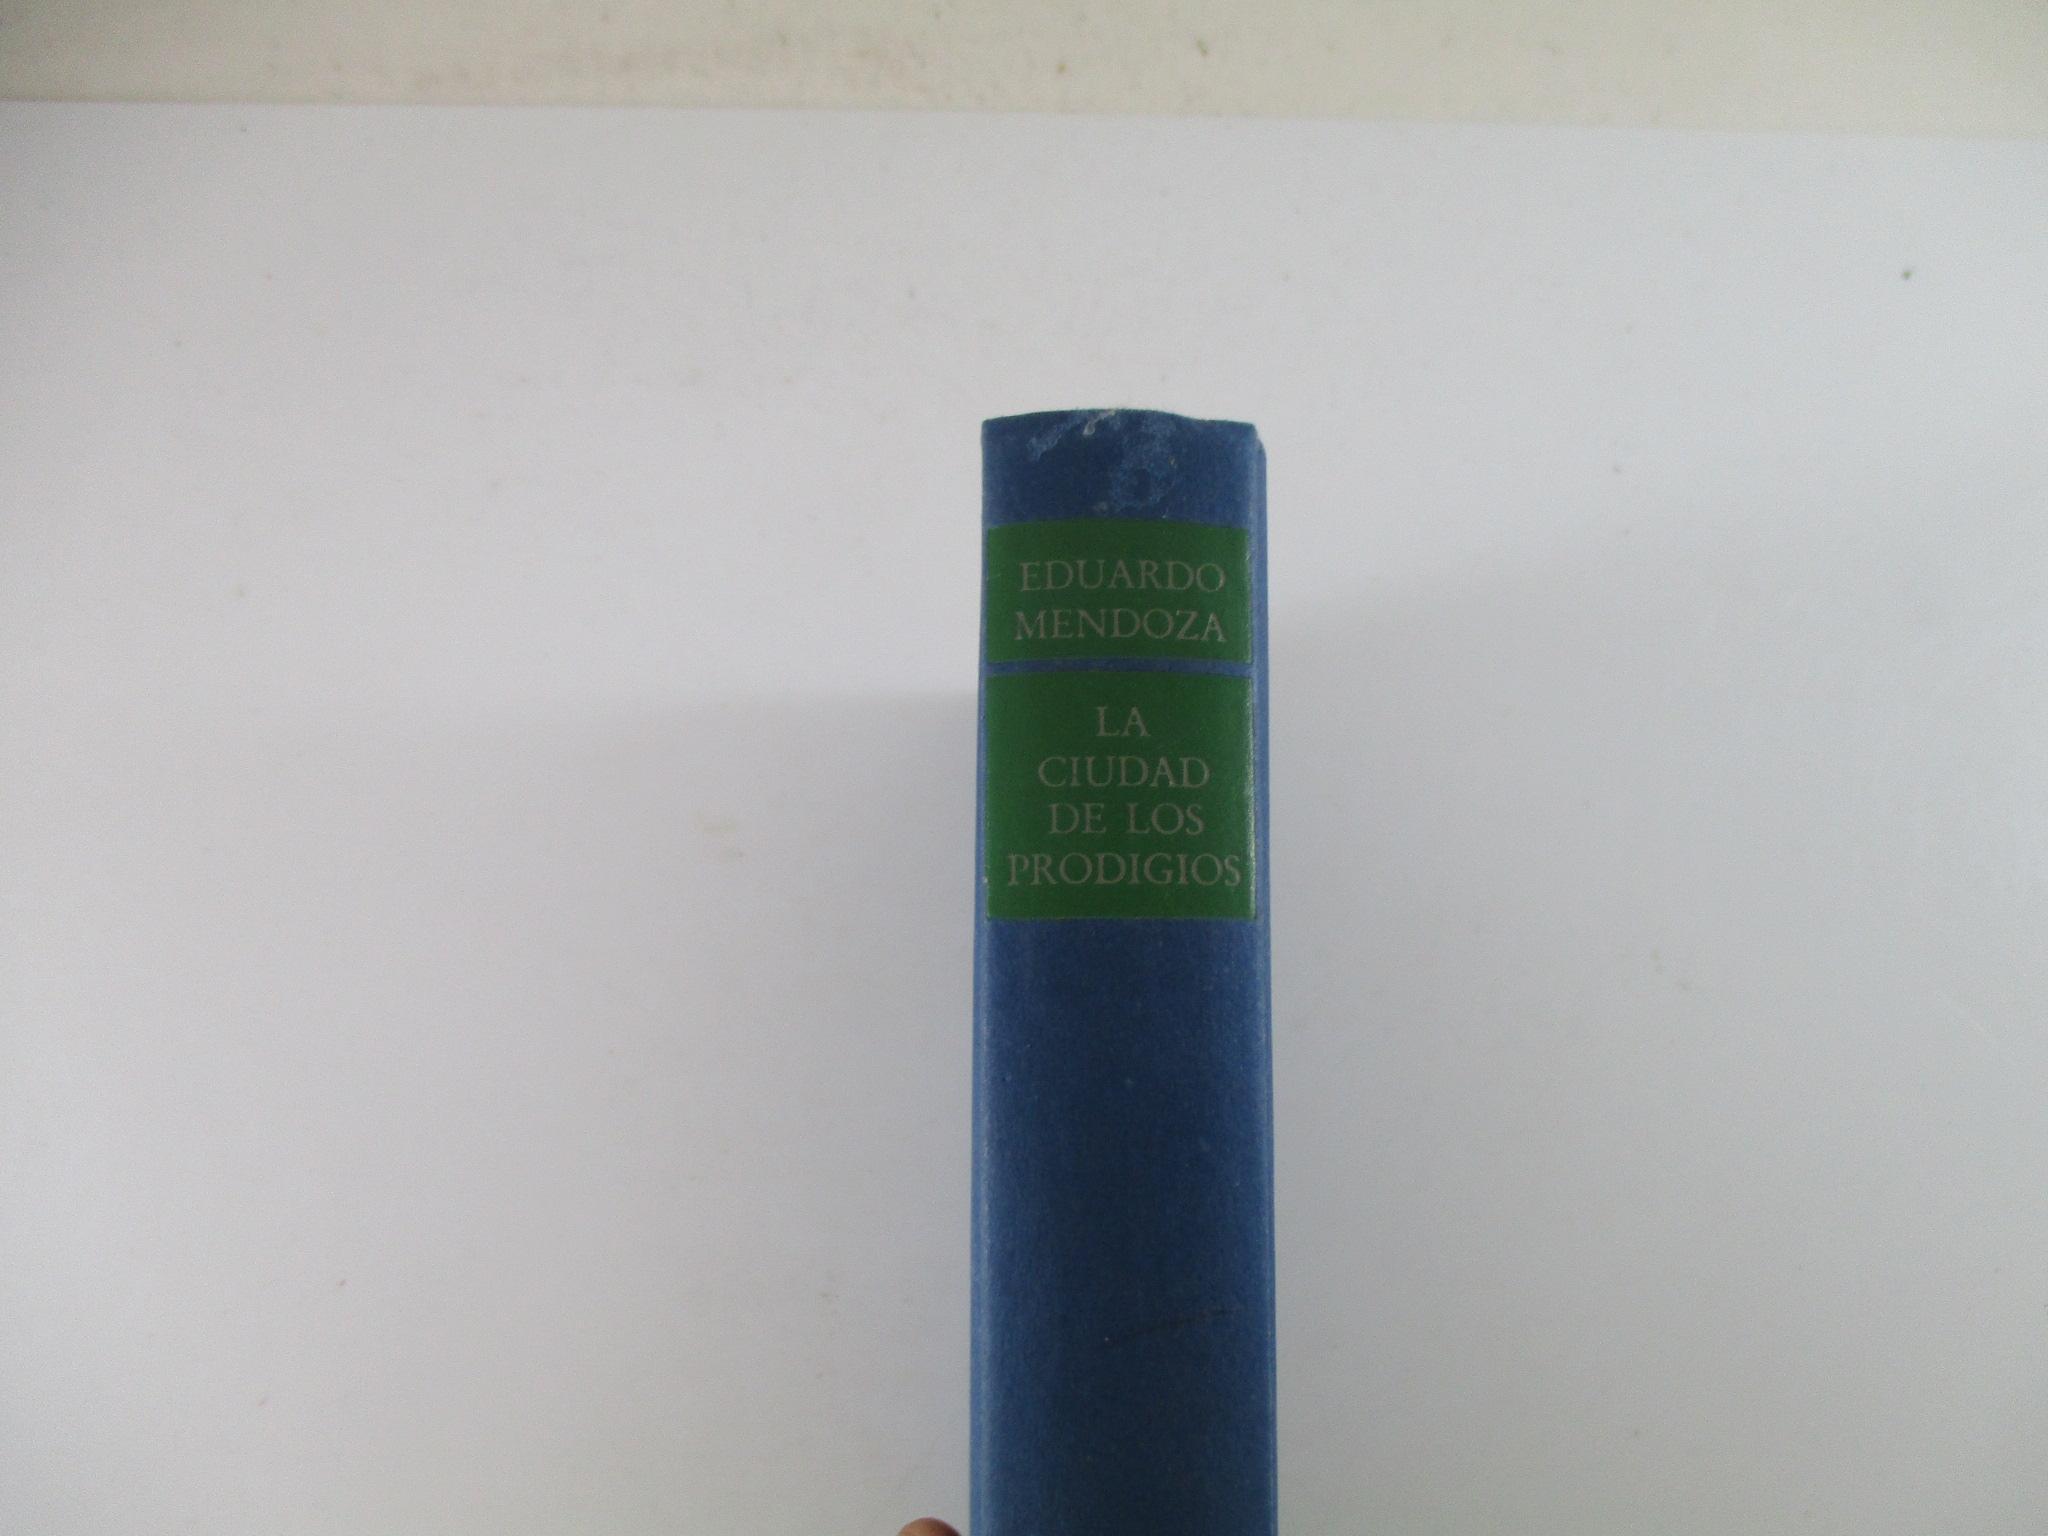 EDUARDO
MENDOZA
LA
CIUDAD
DE LOS
PRODIGIOS